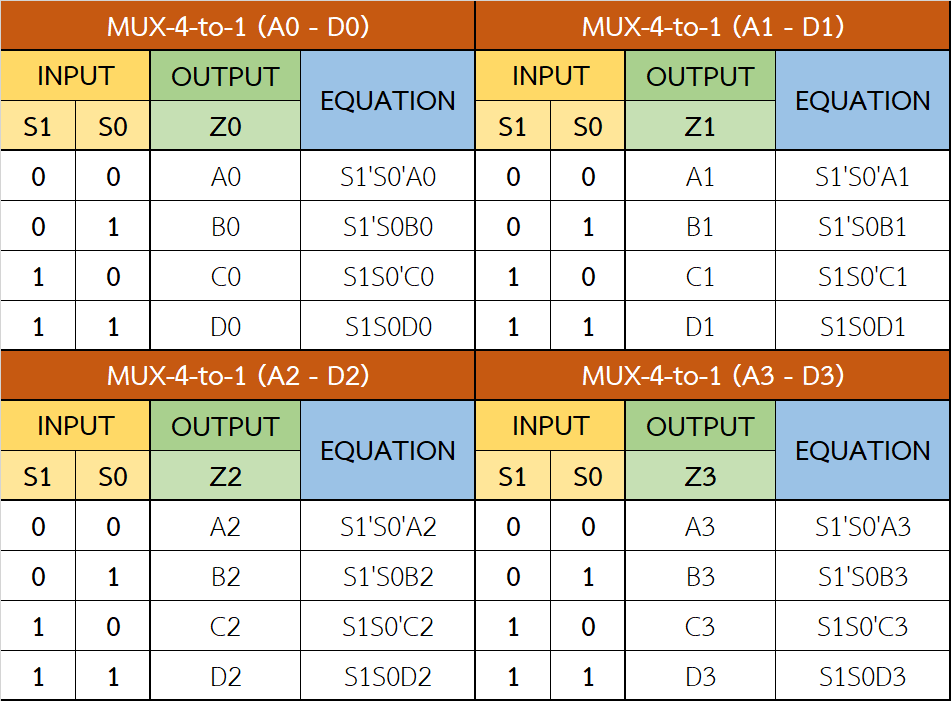 MUX-4-to-1 (A0 - D0) MUX-4-to-1 (A1 - D1)
INPUT OUTPUT EQUATION INPUT OUTPUT EQUATION
S1 S0 Z0 S1 S0 Z1
0 0 A0 S1'S0'A0 0 0 A1 S1'S0'A1
0 1 B0 S1'S0B0 0 1 B1 S1'S0B1
1 0 C0 S1S0'C0 1 0 C1 S1S0'C1
1 1 D0 S1S0D0 1 1 D1 S1S0D1
MUX-4-to-1 (A2 - D2) MUX-4-to-1 (A3 - D3)
INPUT OUTPUT EQUATION INPUT OUTPUT EQUATION
S1 S0 Z2 S1 S0 Z3
0 0 A2 S1'S0'A2 0 0 A3 S1'S0'A3
0 1 B2 S1'S0B2 0 1 B3 S1'S0B3
1 0 C2 S1S0'C2 1 0 C3 S1S0'C3
1 1 D2 S1S0D2 1 1 D3 S1S0D3